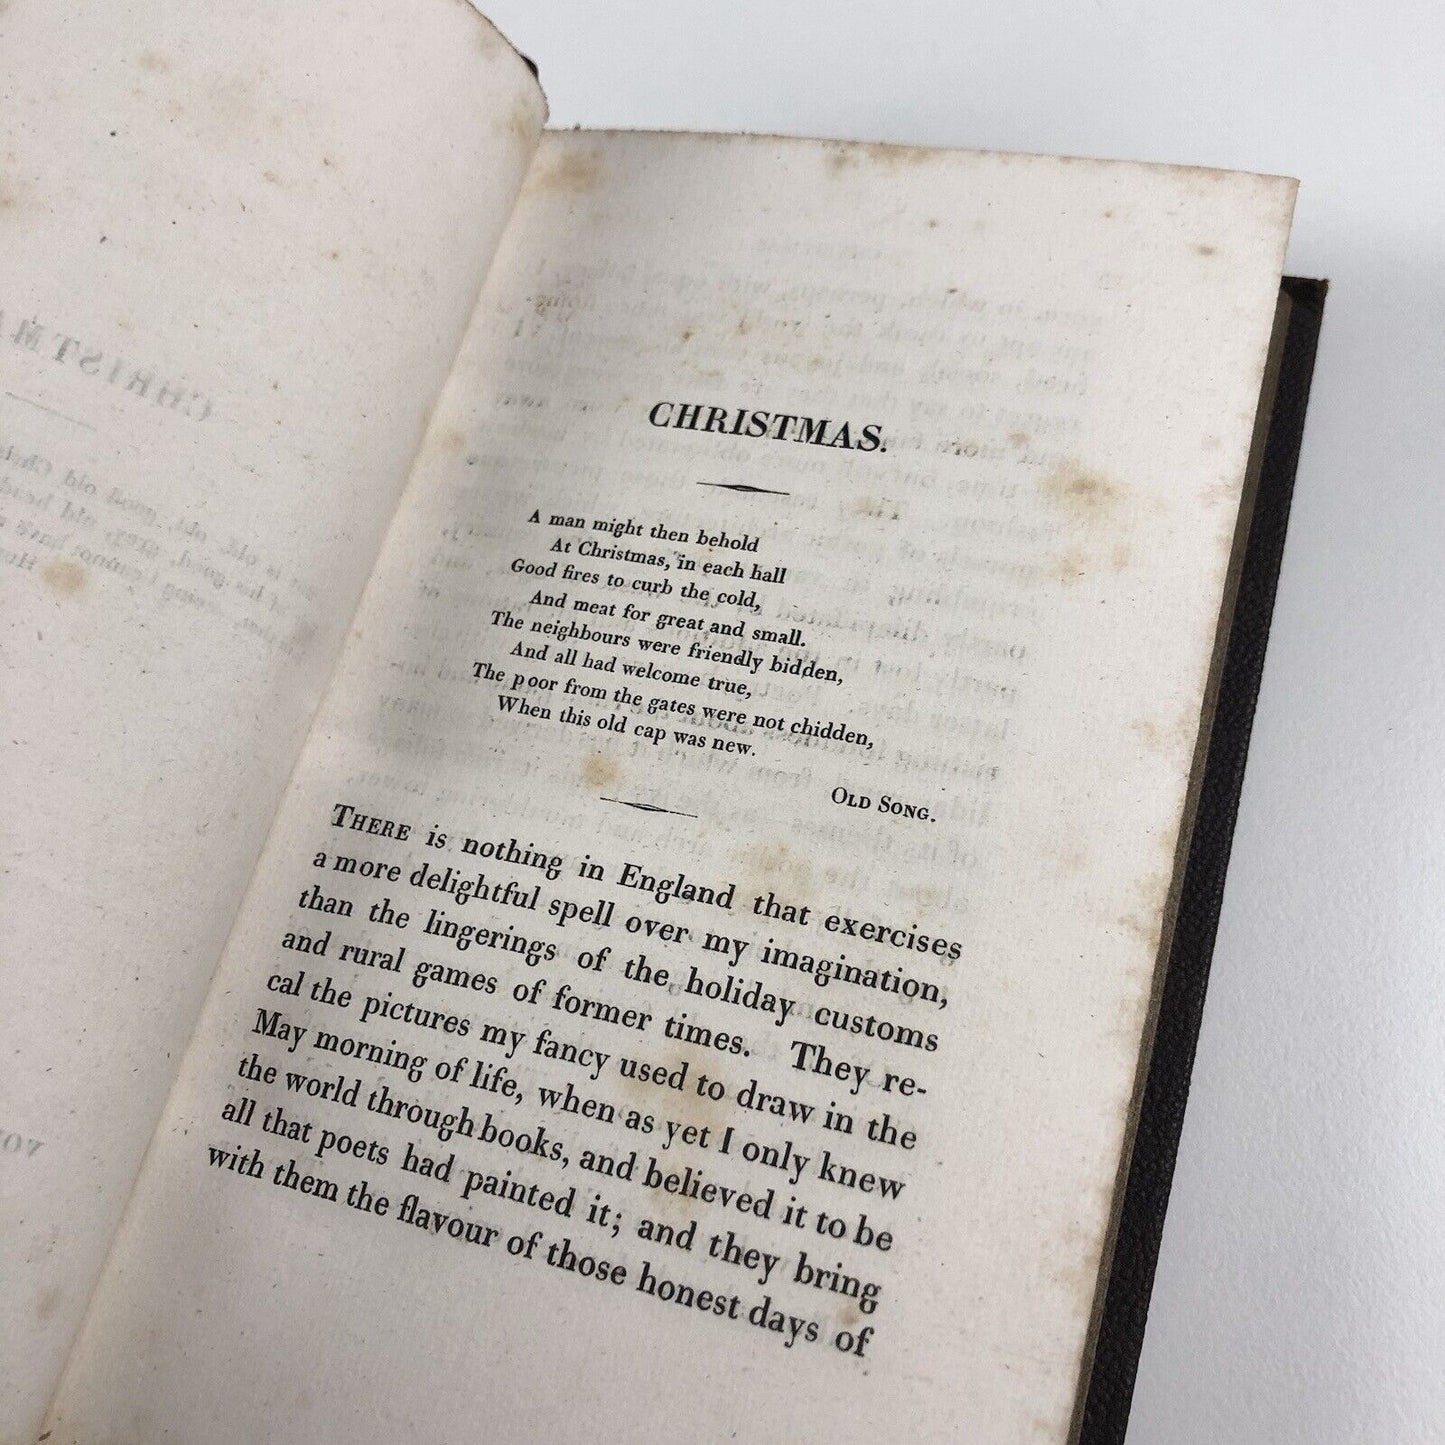 CHRISTMAS.
A man might then behold
At Christmas, in each hall
Good fires to curb the cold,
And meat for great and small.
The neighbours were friendly bidden,
And all had welcome true,
The poor from the gates were not chidden,
When this old cap was new.
OLD SONG.
THERE is nothing in England that exercises
a more delightful spell over my imagination,
than the lingerings of the holiday customs
and rural games of former times. They re-
cal the pictures my fancy used to draw in the
May morning of life, when as yet I only knew
the world through books, and believed it to be
all that poets had painted it; and they bring
with them the flavour of those honest days of